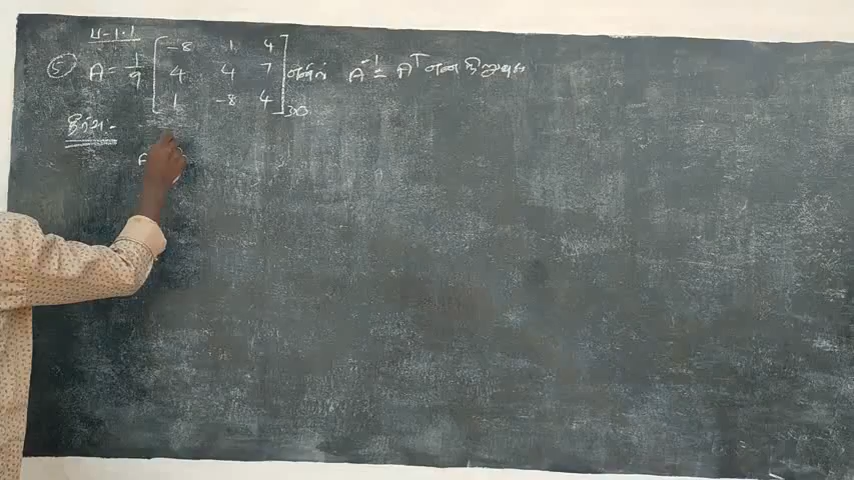 ப-1.1
⑤ A = 1/9 [ -8 1 4 ; 4 4 7 ; 1 -8 4 ] எனில் A⁻¹ = Aᵀ என நிறுவுக
தீர்வு:-
A